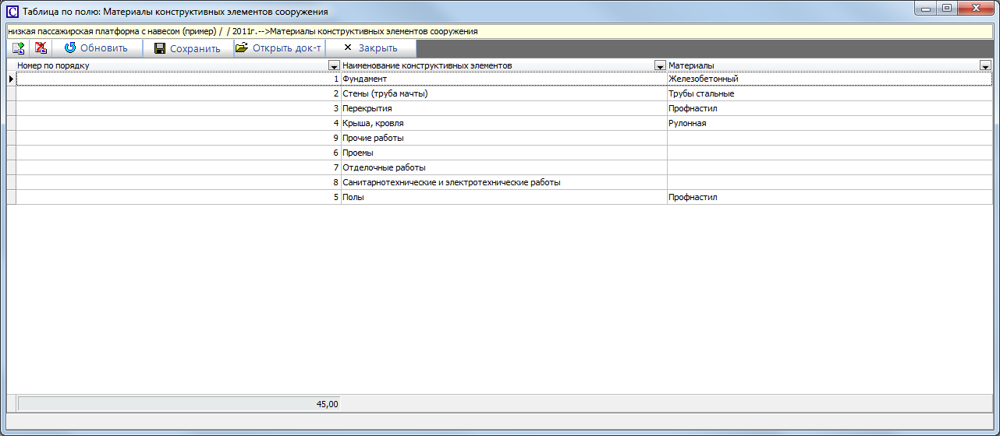 C Таблица по полю: Материалы конструктивных элементов сооружения
низкая пассажирская платформа с навесом (пример) / / 2011г.-->Материалы конструктивных элементов сооружения
Обновить Сохранить Открыть док-т Закрыть
Номер по порядку Наименование конструктивных элементов Материалы
1 Фундамент Железобетонный
2 Стены (труба мачты) Трубы стальные
3 Перекрытия Профнастил
4 Крыша, кровля Рулонная
9 Прочие работы
6 Проемы
7 Отделочные работы
8 Санитарнотехнические и электротехнические работы
5 Полы Профнастил
45,00